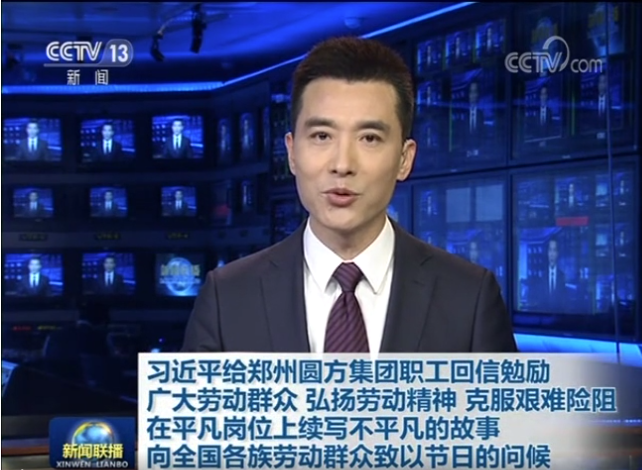 CCTV 13
新闻
CCTV.com
习近平给郑州圆方集团职工回信勉励
广大劳动群众 弘扬劳动精神 克服艰难险阻
在平凡岗位上续写不平凡的故事
向全国各族劳动群众致以节日的问候
新闻联播
XINWEN LIANBO